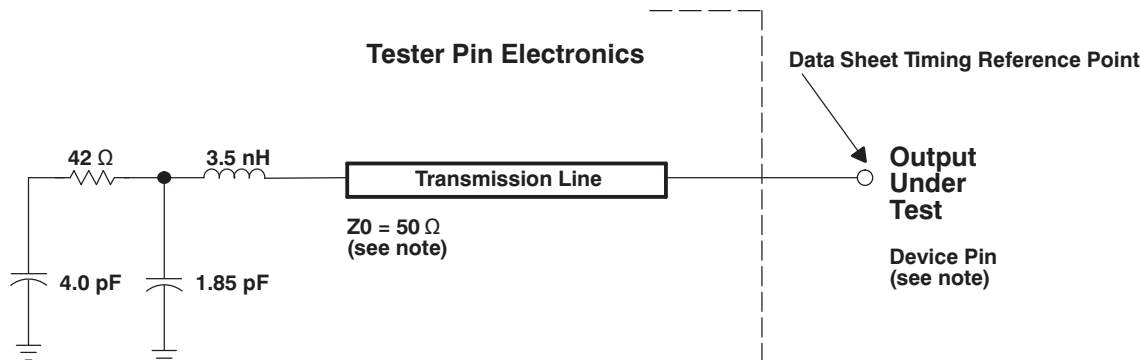 Tester Pin Electronics
Data Sheet Timing Reference Point
42 Ω
3.5 nH
Transmission Line
Output
Under
Test
Z0 = 50 Ω
(see note)
Device Pin
(see note)
4.0 pF
1.85 pF